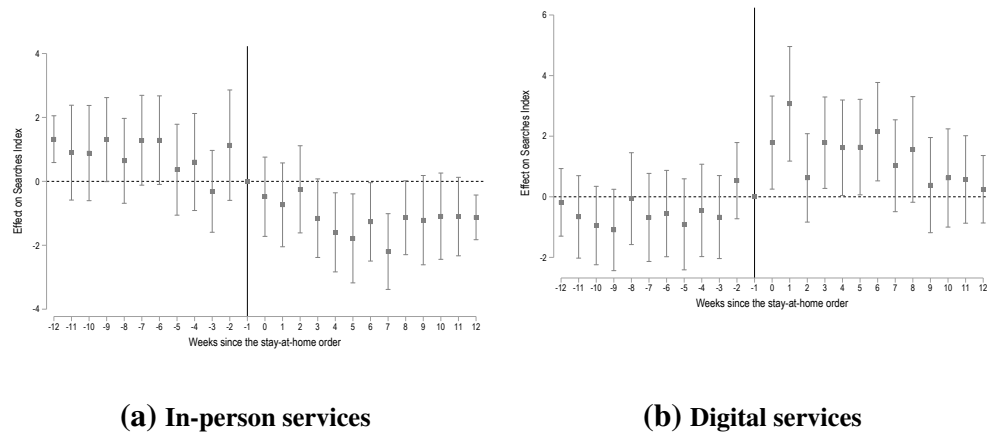 4
2
0
-2
-4
Effect on Searches Index
-12 -11 -10 -9 -8 -7 -6 -5 -4 -3 -2 -1 0 1 2 3 4 5 6 7 8 9 10 11 12
Weeks since the stay-at-home order
(a) In-person services
6
4
2
0
-2
Effect on Searches Index
-12 -11 -10 -9 -8 -7 -6 -5 -4 -3 -2 -1 0 1 2 3 4 5 6 7 8 9 10 11 12
Weeks since the stay-at-home order
(b) Digital services